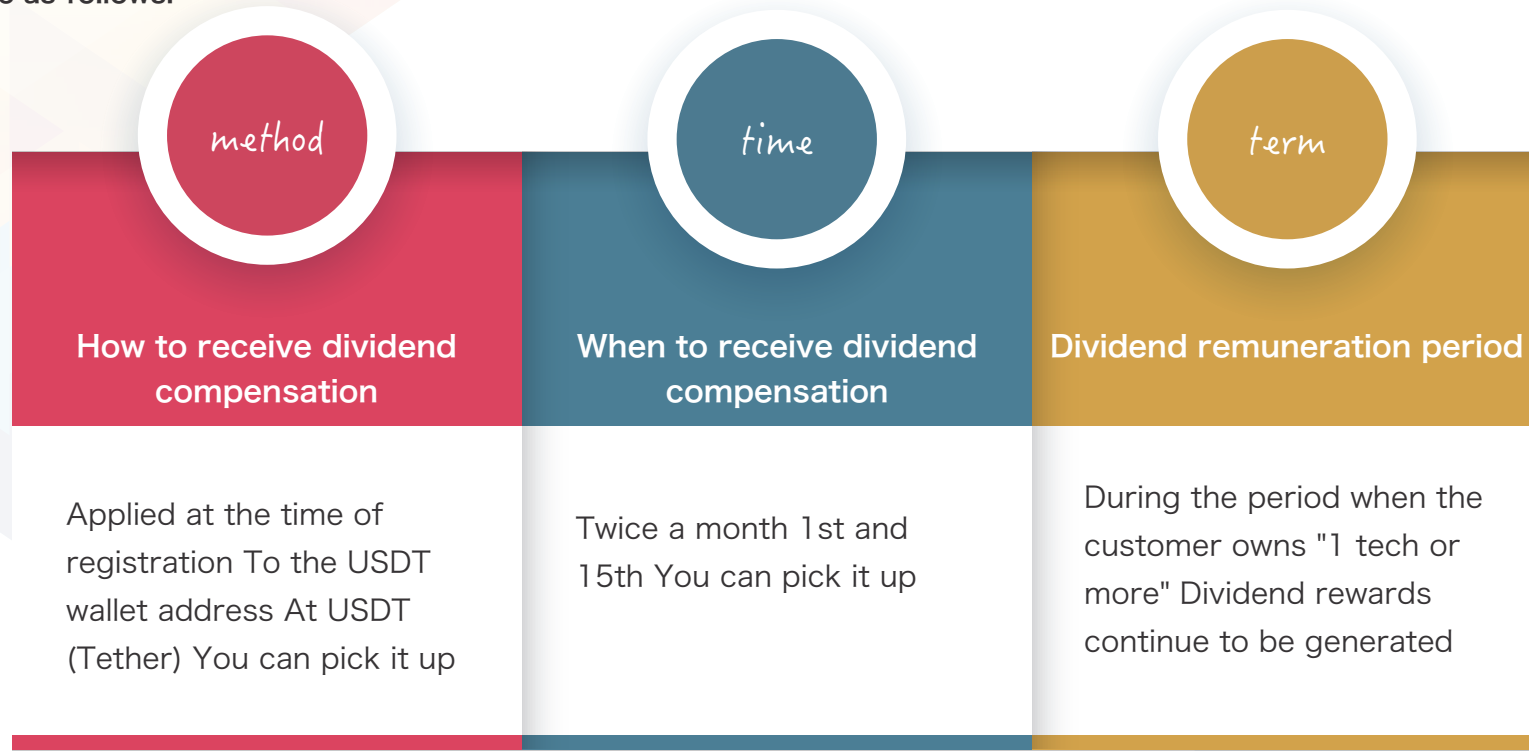 as follows.
method
time
term
How to receive dividend
compensation
When to receive dividend
compensation
Dividend remuneration period
Applied at the time of
registration To the USDT
wallet address At USDT
(Tether) You can pick it up
Twice a month 1st and
15th You can pick it up
During the period when the
customer owns "1 tech or
more" Dividend rewards
continue to be generated